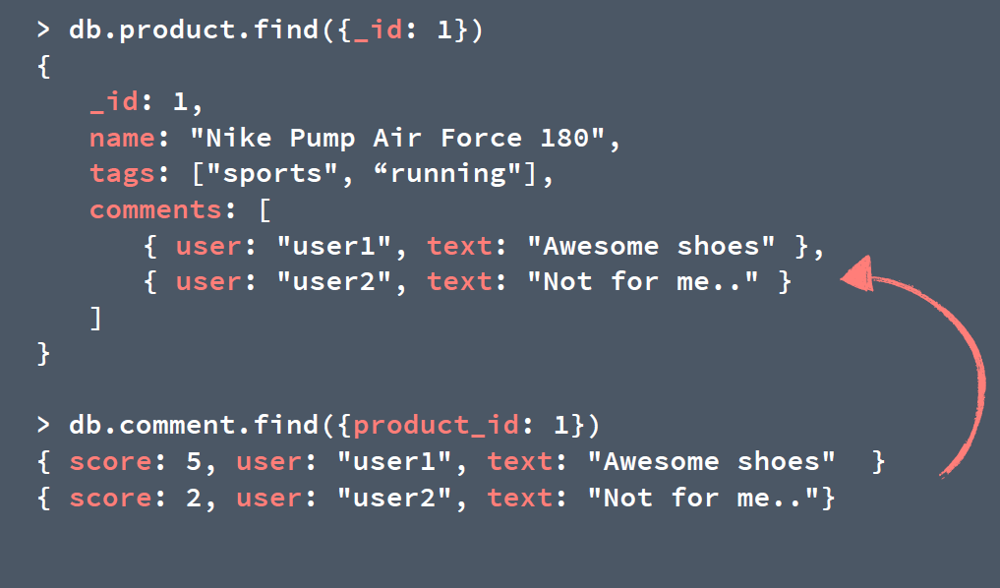 > db.product.find({_id: 1})
{
_id: 1,
name: "Nike Pump Air Force 180",
tags: ["sports", “running"],
comments: [
{ user: "user1", text: "Awesome shoes" },
{ user: "user2", text: "Not for me.." }
]
}
> db.comment.find({product_id: 1})
{ score: 5, user: "user1", text: "Awesome shoes"  }
{ score: 2, user: "user2", text: "Not for me.."}